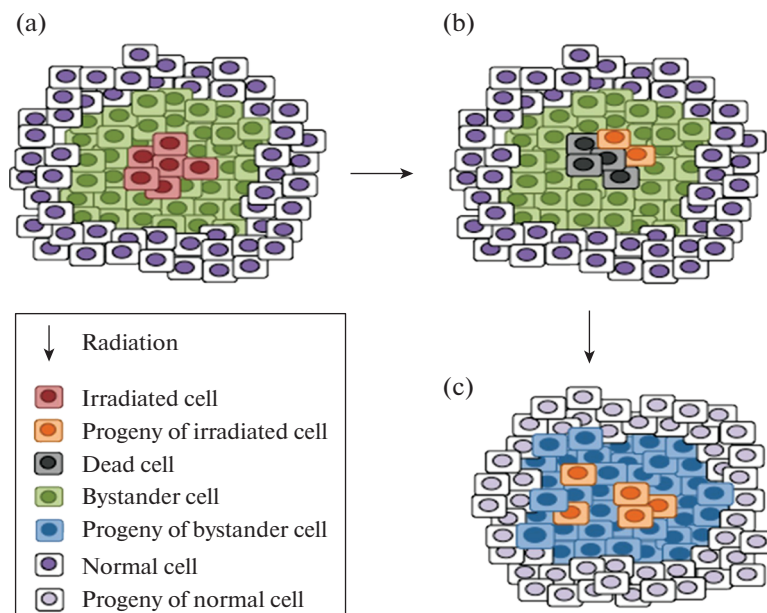 (a)
(b)
Radiation
Irradiated cell
Progeny of irradiated cell
Dead cell
Bystander cell
Progeny of bystander cell
Normal cell
Progeny of normal cell
(c)